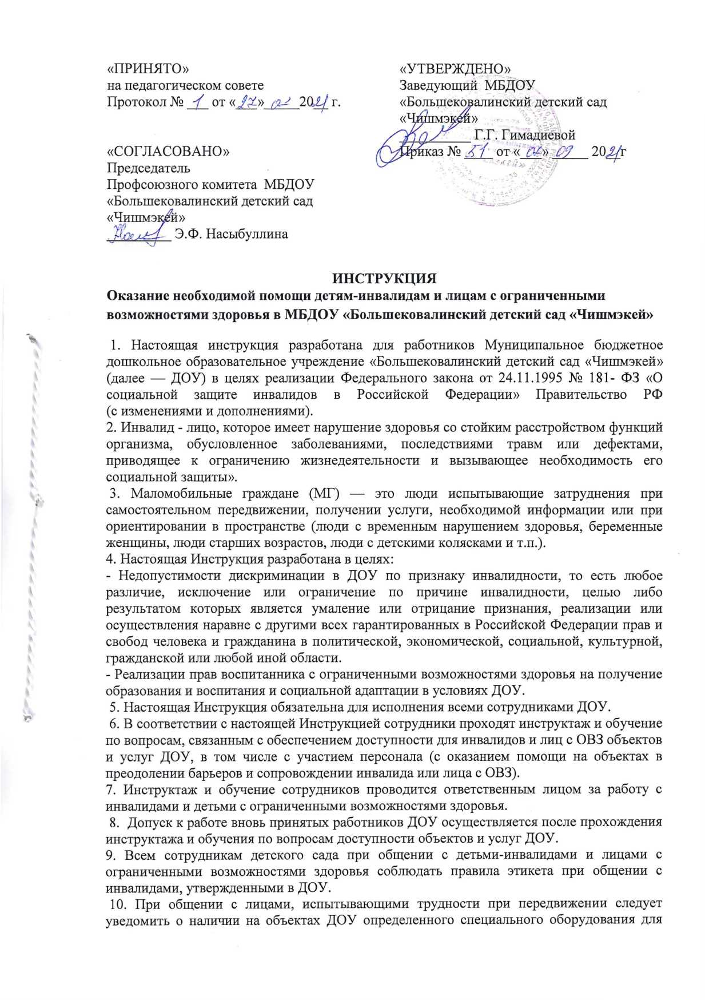 «ПРИНЯТО»
на педагогическом совете
Протокол № 1 от «27» 20 21 г.
«УТВЕРЖДЕНО»
Заведующий МБДОУ
«Большековалинский детский сад
«Чишмэкей»
Г.Г. Гимадиевой
Приказ № 51 от «02» 09 20 21 г
«СОГЛАСОВАНО»
Председатель
Профсоюзного комитета МБДОУ
«Большековалинский детский сад
«Чишмэкей»
Э.Ф. Насыбуллина
ИНСТРУКЦИЯ
Оказание необходимой помощи детям-инвалидам и лицам с ограниченными
возможностями здоровья в МБДОУ «Большековалинский детский сад «Чишмэкей»
1. Настоящая инструкция разработана для работников Муниципальное бюджетное
дошкольное образовательное учреждение «Большековалинский детский сад «Чишмэкей»
(далее — ДОУ) в целях реализации Федерального закона от 24.11.1995 № 181- ФЗ «О
социальной защите инвалидов в Российской Федерации» Правительство РФ
(с изменениями и дополнениями).
2. Инвалид - лицо, которое имеет нарушение здоровья со стойким расстройством функций
организма, обусловленное заболеваниями, последствиями травм или дефектами,
приводящее к ограничению жизнедеятельности и вызывающее необходимость его
социальной защиты».
3. Маломобильные граждане (МГ) — это люди испытывающие затруднения при
самостоятельном передвижении, получении услуги, необходимой информации или при
ориентировании в пространстве (люди с временным нарушением здоровья, беременные
женщины, люди старших возрастов, люди с детскими колясками и т.п.).
4. Настоящая Инструкция разработана в целях:
- Недопустимости дискриминации в ДОУ по признаку инвалидности, то есть любое
различие, исключение или ограничение по причине инвалидности, целью либо
результатом которых является умаление или отрицание признания, реализации или
осуществления наравне с другими всех гарантированных в Российской Федерации прав и
свобод человека и гражданина в политической, экономической, социальной, культурной,
гражданской или любой иной области.
- Реализации прав воспитанника с ограниченными возможностями здоровья на получение
образования и воспитания и социальной адаптации в условиях ДОУ.
5. Настоящая Инструкция обязательна для исполнения всеми сотрудниками ДОУ.
6. В соответствии с настоящей Инструкцией сотрудники проходят инструктаж и обучение
по вопросам, связанным с обеспечением доступности для инвалидов и лиц с ОВЗ объектов
и услуг ДОУ, в том числе с участием персонала (с оказанием помощи на объектах в
преодолении барьеров и сопровождении инвалида или лица с ОВЗ).
7. Инструктаж и обучение сотрудников проводится ответственным лицом за работу с
инвалидами и детьми с ограниченными возможностями здоровья.
8. Допуск к работе вновь принятых работников ДОУ осуществляется после прохождения
инструктажа и обучения по вопросам доступности объектов и услуг ДОУ.
9. Всем сотрудникам детского сада при общении с детьми-инвалидами и лицами с
ограниченными возможностями здоровья соблюдать правила этикета при общении с
инвалидами, утвержденными в ДОУ.
10. При общении с лицами, испытывающими трудности при передвижении следует
уведомить о наличии на объектах ДОУ определенного специального оборудования для